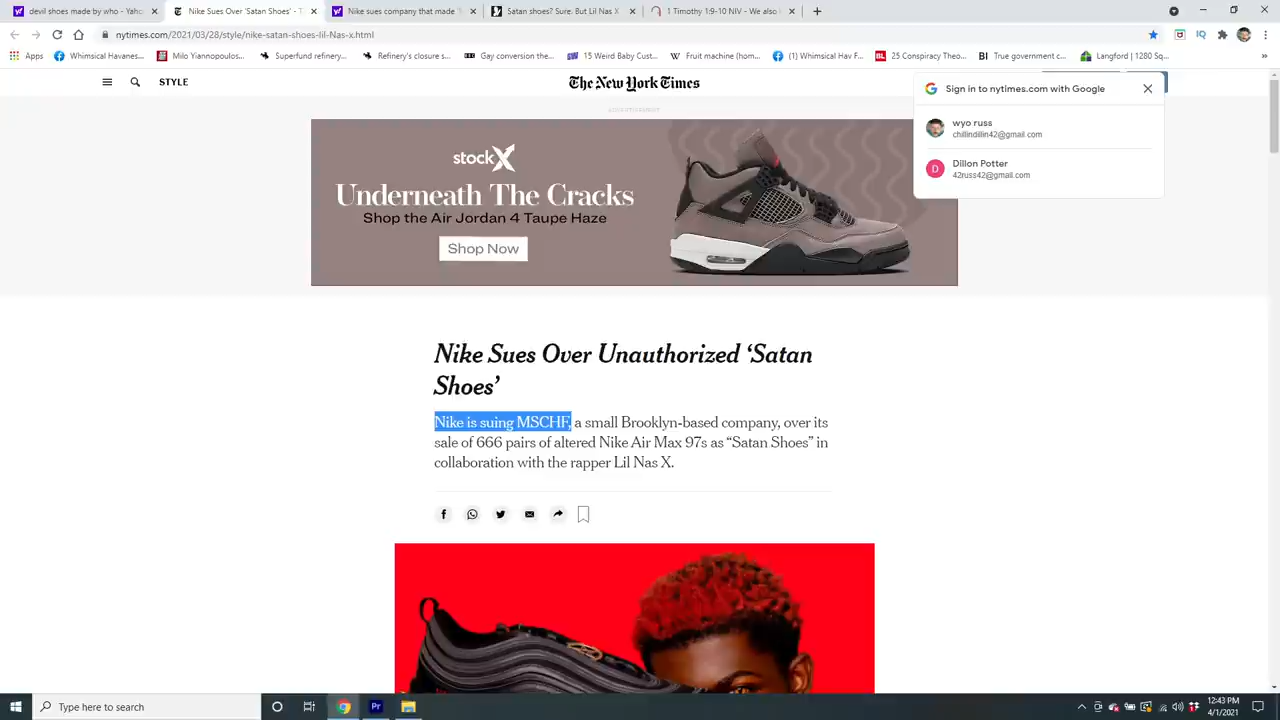 devil shoes made by who - Yahoo
Nike Sues Over 'Satan Shoes' - T
Nike sues company that made 'S
Satan shoes? Sure. But Lil Nas X
1 Timothy 1:9-10 NIV - We also k
nytimes.com/2021/03/28/style/nike-satan-shoes-lil-Nas-x.html
Apps
Whimsical Havanes...
Milo Yiannopoulos...
Superfund refinery...
Refinery's closure s...
Gay conversion the...
15 Weird Baby Cust...
Fruit machine (hom...
(1) Whimsical Hav F...
25 Conspiracy Theo...
True government c...
Langford | 1280 Sq...
STYLE
The New York Times
Sign in to nytimes.com with Google
wyo russ
chillindillin42@gmail.com
Dillon Potter
42russ42@gmail.com
ADVERTISEMENT
stockX
Underneath The Cracks
Shop the Air Jordan 4 Taupe Haze
Shop Now
Nike Sues Over Unauthorized ‘Satan
Shoes’
Nike is suing MSCHF, a small Brooklyn-based company, over its
sale of 666 pairs of altered Nike Air Max 97s as “Satan Shoes” in
collaboration with the rapper Lil Nas X.
Type here to search
Pr
12:43 PM
4/1/2021